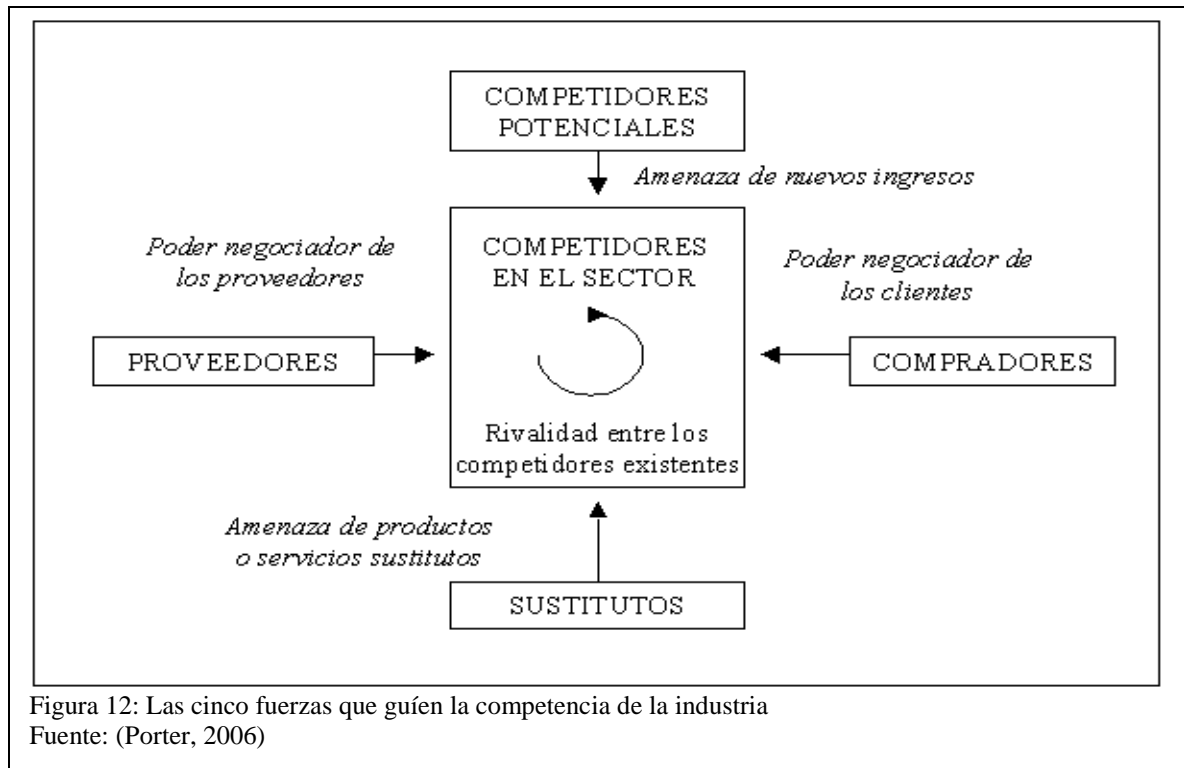 COMPETIDORES
POTENCIALES
Amenaza de nuevos ingresos
Poder negociador de
los proveedores
COMPETIDORES
EN EL SECTOR
Poder negociador de
los clientes
PROVEEDORES
COMPRADORES
Rivalidad entre los
competidores existentes
Amenaza de productos
o servicios sustitutos
SUSTITUTOS
Figura 12: Las cinco fuerzas que guíen la competencia de la industria
Fuente: (Porter, 2006)